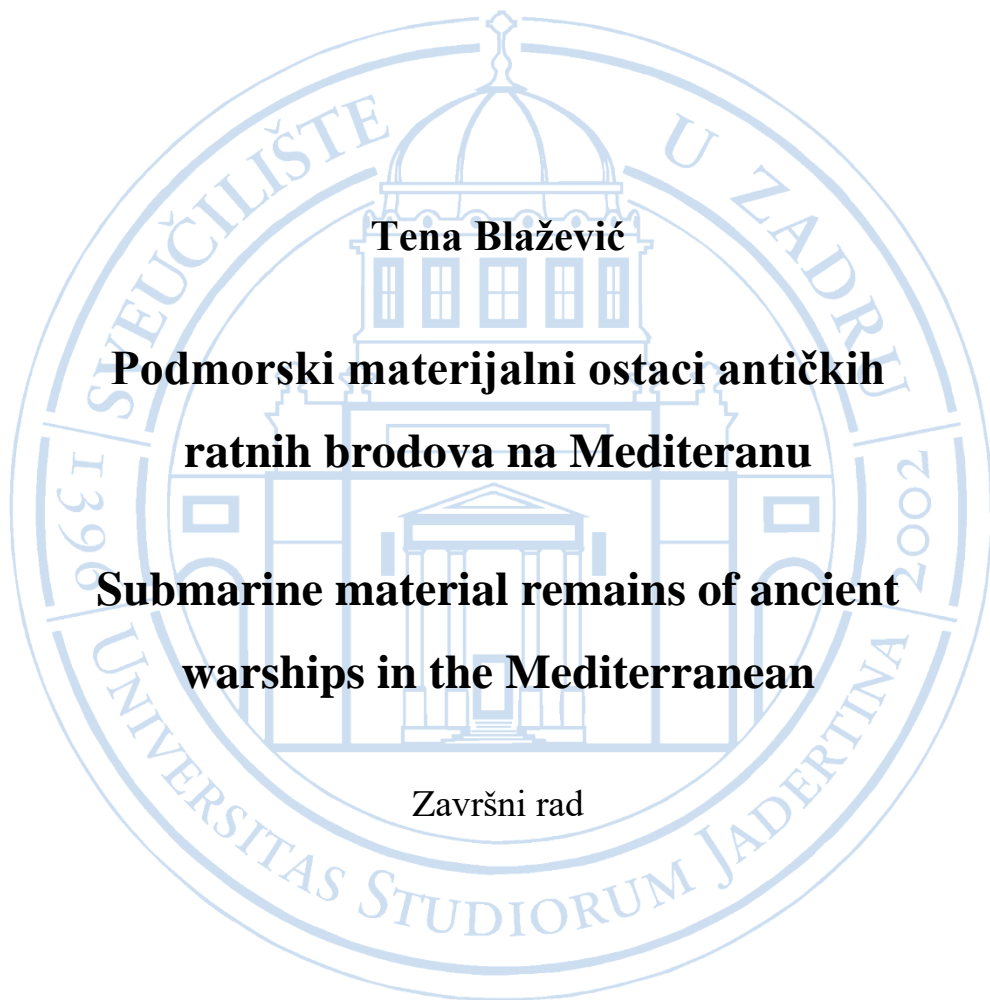 SVEUČILIŠTE U ZADRU
Tena Blažević
Podmorski materijalni ostaci antičkih
ratnih brodova na Mediteranu
1396
2002
Submarine material remains of ancient
warships in the Mediterranean
Završni rad
UNIVERSITAS STUDIORUM JADERTINA